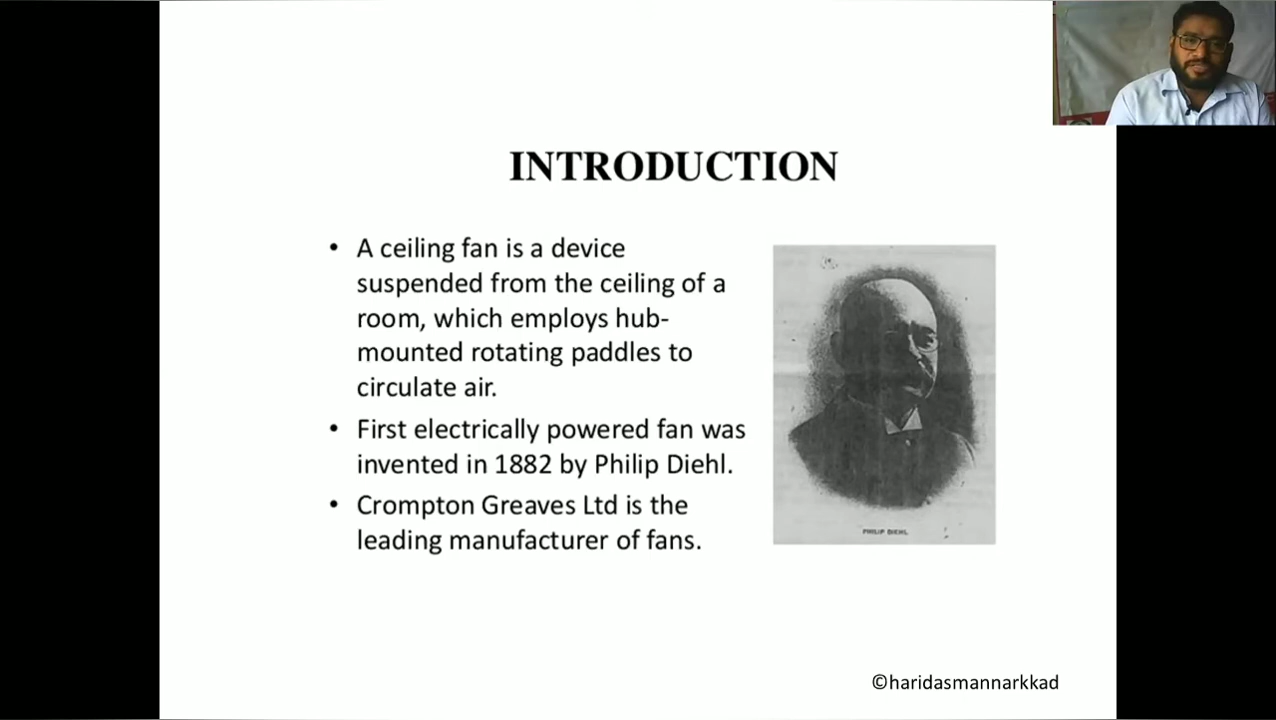 INTRODUCTION
• A ceiling fan is a device
suspended from the ceiling of a
room, which employs hub-
mounted rotating paddles to
circulate air.
• First electrically powered fan was
invented in 1882 by Philip Diehl.
• Crompton Greaves Ltd is the
leading manufacturer of fans.
PHILIP DIEHL
©haridasmannarkkad